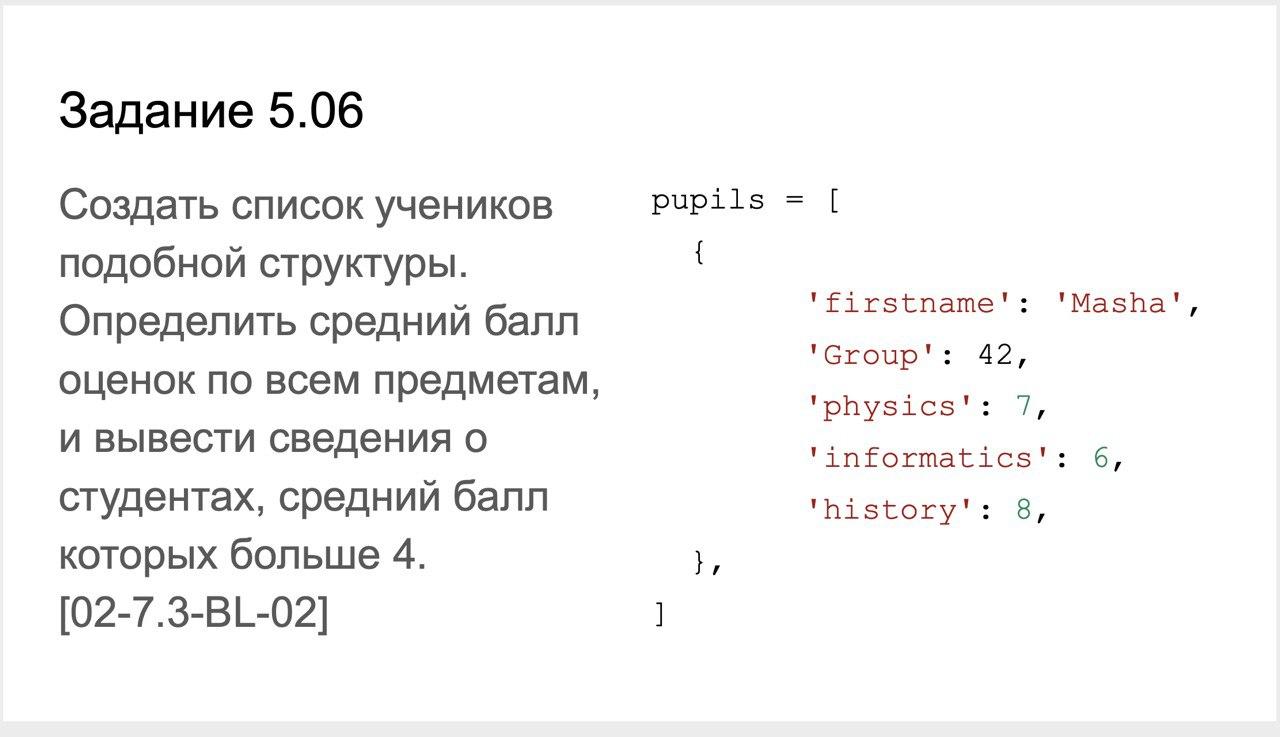 Задание 5.06
Создать список учеников
подобной структуры.
Определить средний балл
оценок по всем предметам,
и вывести сведения о
студентах, средний балл
которых больше 4.
[02-7.3-BL-02]
pupils = [
{
'firstname': 'Masha',
'Group': 42,
'physics': 7,
'informatics': 6,
'history': 8,
},
]